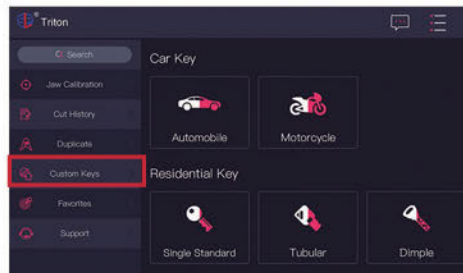 Triton
Search
Jaw Calibration
Cut History
Duplicate
Custom Keys
Favorites
Support
Car Key
Automobile
Motorcycle
Residential Key
Single Standard
Tubular
Dimple